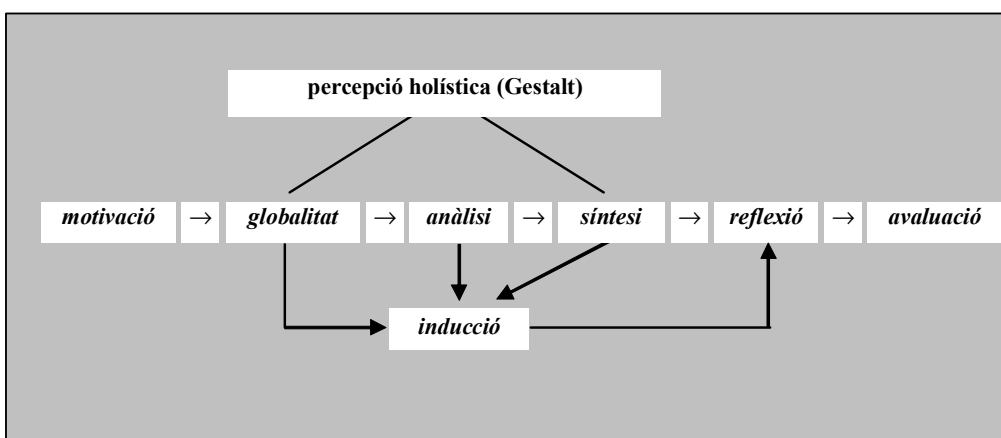 percepció holística (Gestalt)
motivació → globalitat → anàlisi → síntesi → reflexió → avaluació
inducció